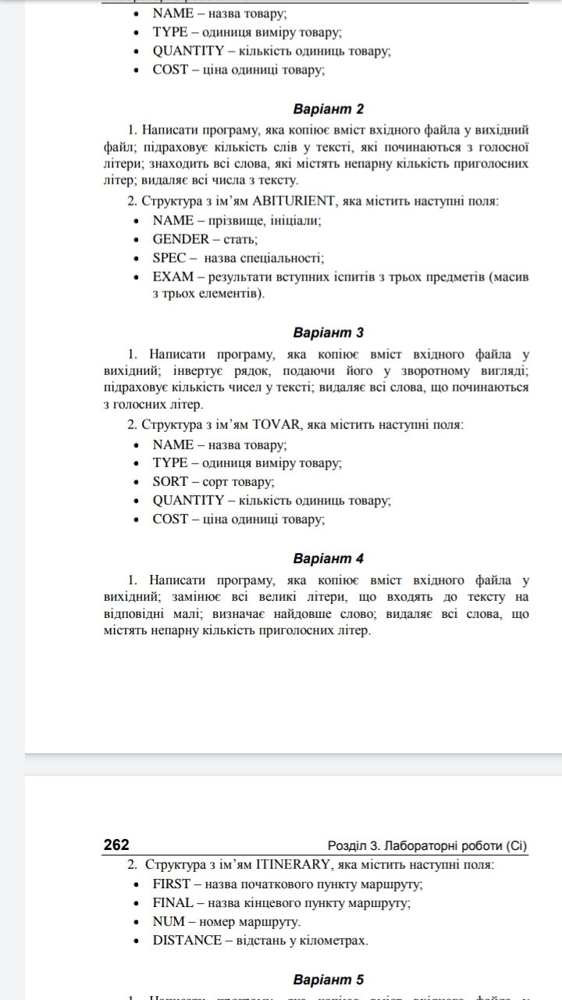 • NAME – назва товару;
• TYPE – одиниця виміру товару;
• QUANTITY – кількість одиниць товару;
• COST – ціна одиниці товару;
Варіант 2
1. Написати програму, яка копіює вміст вхідного файла у вихідний
файл; підраховує кількість слів у тексті, які починаються з голосної
літери; знаходить всі слова, які містять непарну кількість приголосних
літер; видаляє всі числа з тексту.
2. Структура з ім’ям ABITURIENT, яка містить наступні поля:
• NAME – прізвище, ініціали;
• GENDER – стать;
• SPEC – назва спеціальності;
• EXAM – результати вступних іспитів з трьох предметів (масив
з трьох елементів).
Варіант 3
1. Написати програму, яка копіює вміст вхідного файла у
вихідний; інвертує рядок, подаючи його у зворотному вигляді;
підраховує кількість чисел у тексті; видаляє всі слова, що починаються
з голосних літер.
2. Структура з ім’ям TOVAR, яка містить наступні поля:
• NAME – назва товару;
• TYPE – одиниця виміру товару;
• SORT – сорт товару;
• QUANTITY – кількість одиниць товару;
• COST – ціна одиниці товару;
Варіант 4
1. Написати програму, яка копіює вміст вхідного файла у
вихідний; замінює всі великі літери, що входять до тексту на
відповідні малі; визначає найдовше слово; видаляє всі слова, що
містять непарну кількість приголосних літер.
262 Розділ 3. Лабораторні роботи (Сі)
2. Структура з ім’ям ITINERARY, яка містить наступні поля:
• FIRST – назва початкового пункту маршруту;
• FINAL – назва кінцевого пункту маршруту;
• NUM – номер маршруту.
• DISTANCE – відстань у кілометрах.
Варіант 5